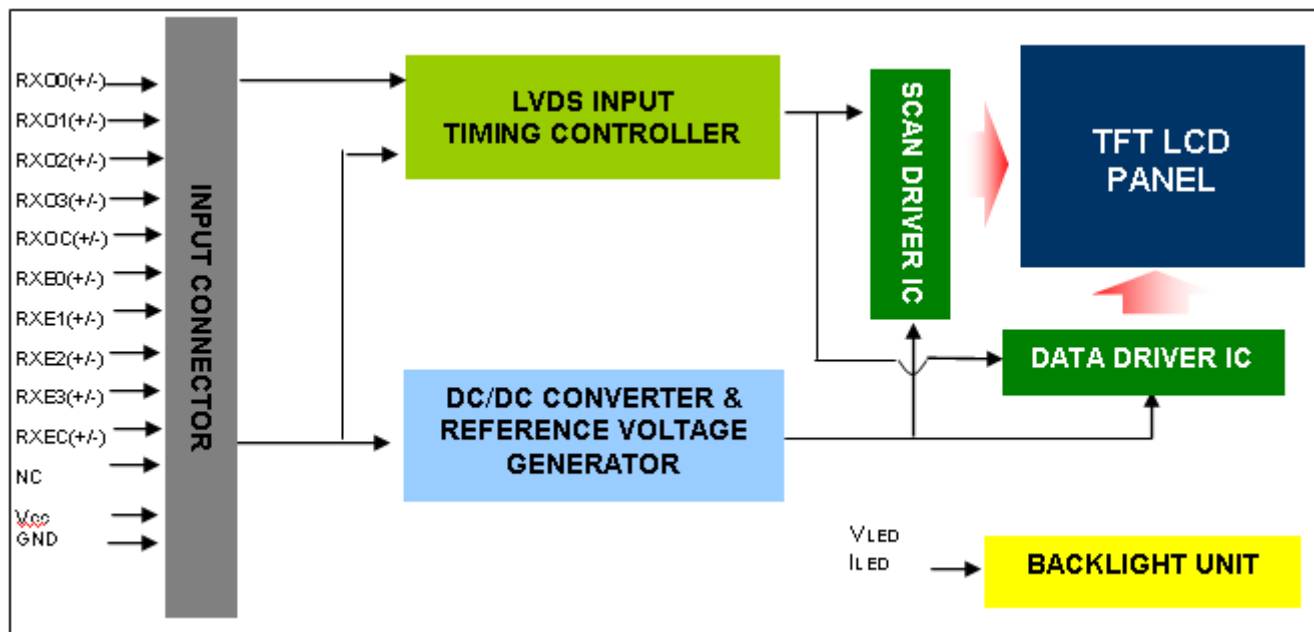 RXO0(+/-)
RXO1(+/-)
RXO2(+/-)
RXO3(+/-)
RXOC(+/-)
RXE0(+/-)
RXE1(+/-)
RXE2(+/-)
RXE3(+/-)
RXEC(+/-)
NC
Vcc
GND
INPUT CONNECTOR
LVDS INPUT
TIMING CONTROLLER
DC/DC CONVERTER &
REFERENCE VOLTAGE
GENERATOR
SCAN DRIVER IC
TFT LCD
PANEL
DATA DRIVER IC
VLED
ILED
BACKLIGHT UNIT